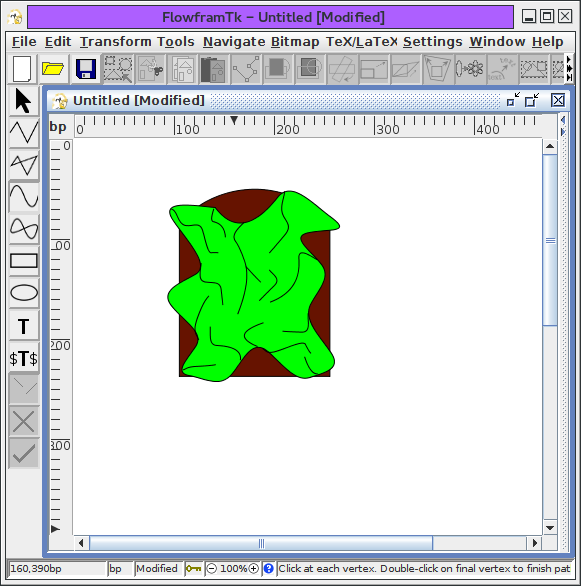 FlowframTk – Untitled [Modified]
File Edit Transform Tools Navigate Bitmap TeX/LaTeX Settings Window Help
Untitled [Modified]
bp 0 100 200 300 400
0
00
T
200
$T$
00
160,390bp bp Modified 100% Click at each vertex. Double-click on final vertex to finish pat